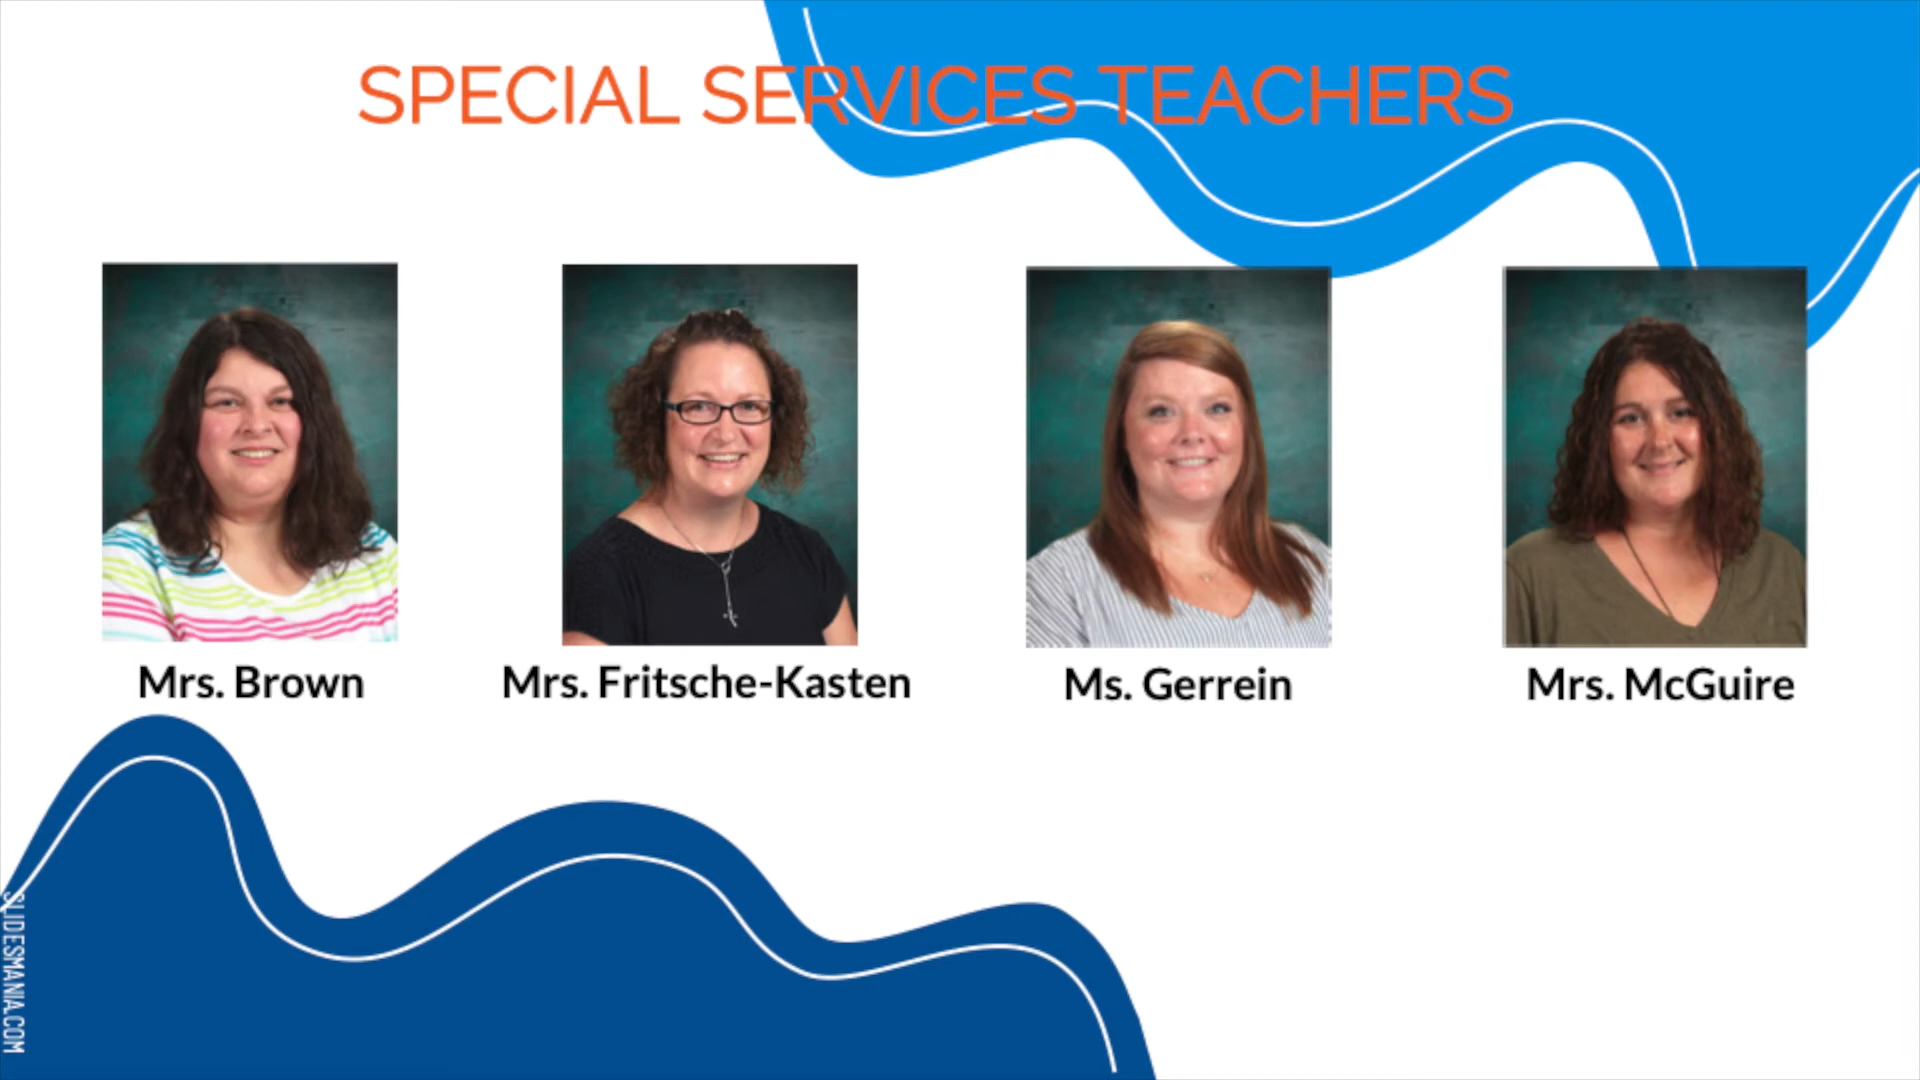 SPECIAL SERVICES TEACHERS
Mrs. Brown
Mrs. Fritsche-Kasten
Ms. Gerrein
Mrs. McGuire
SLIDESMANIA.COM